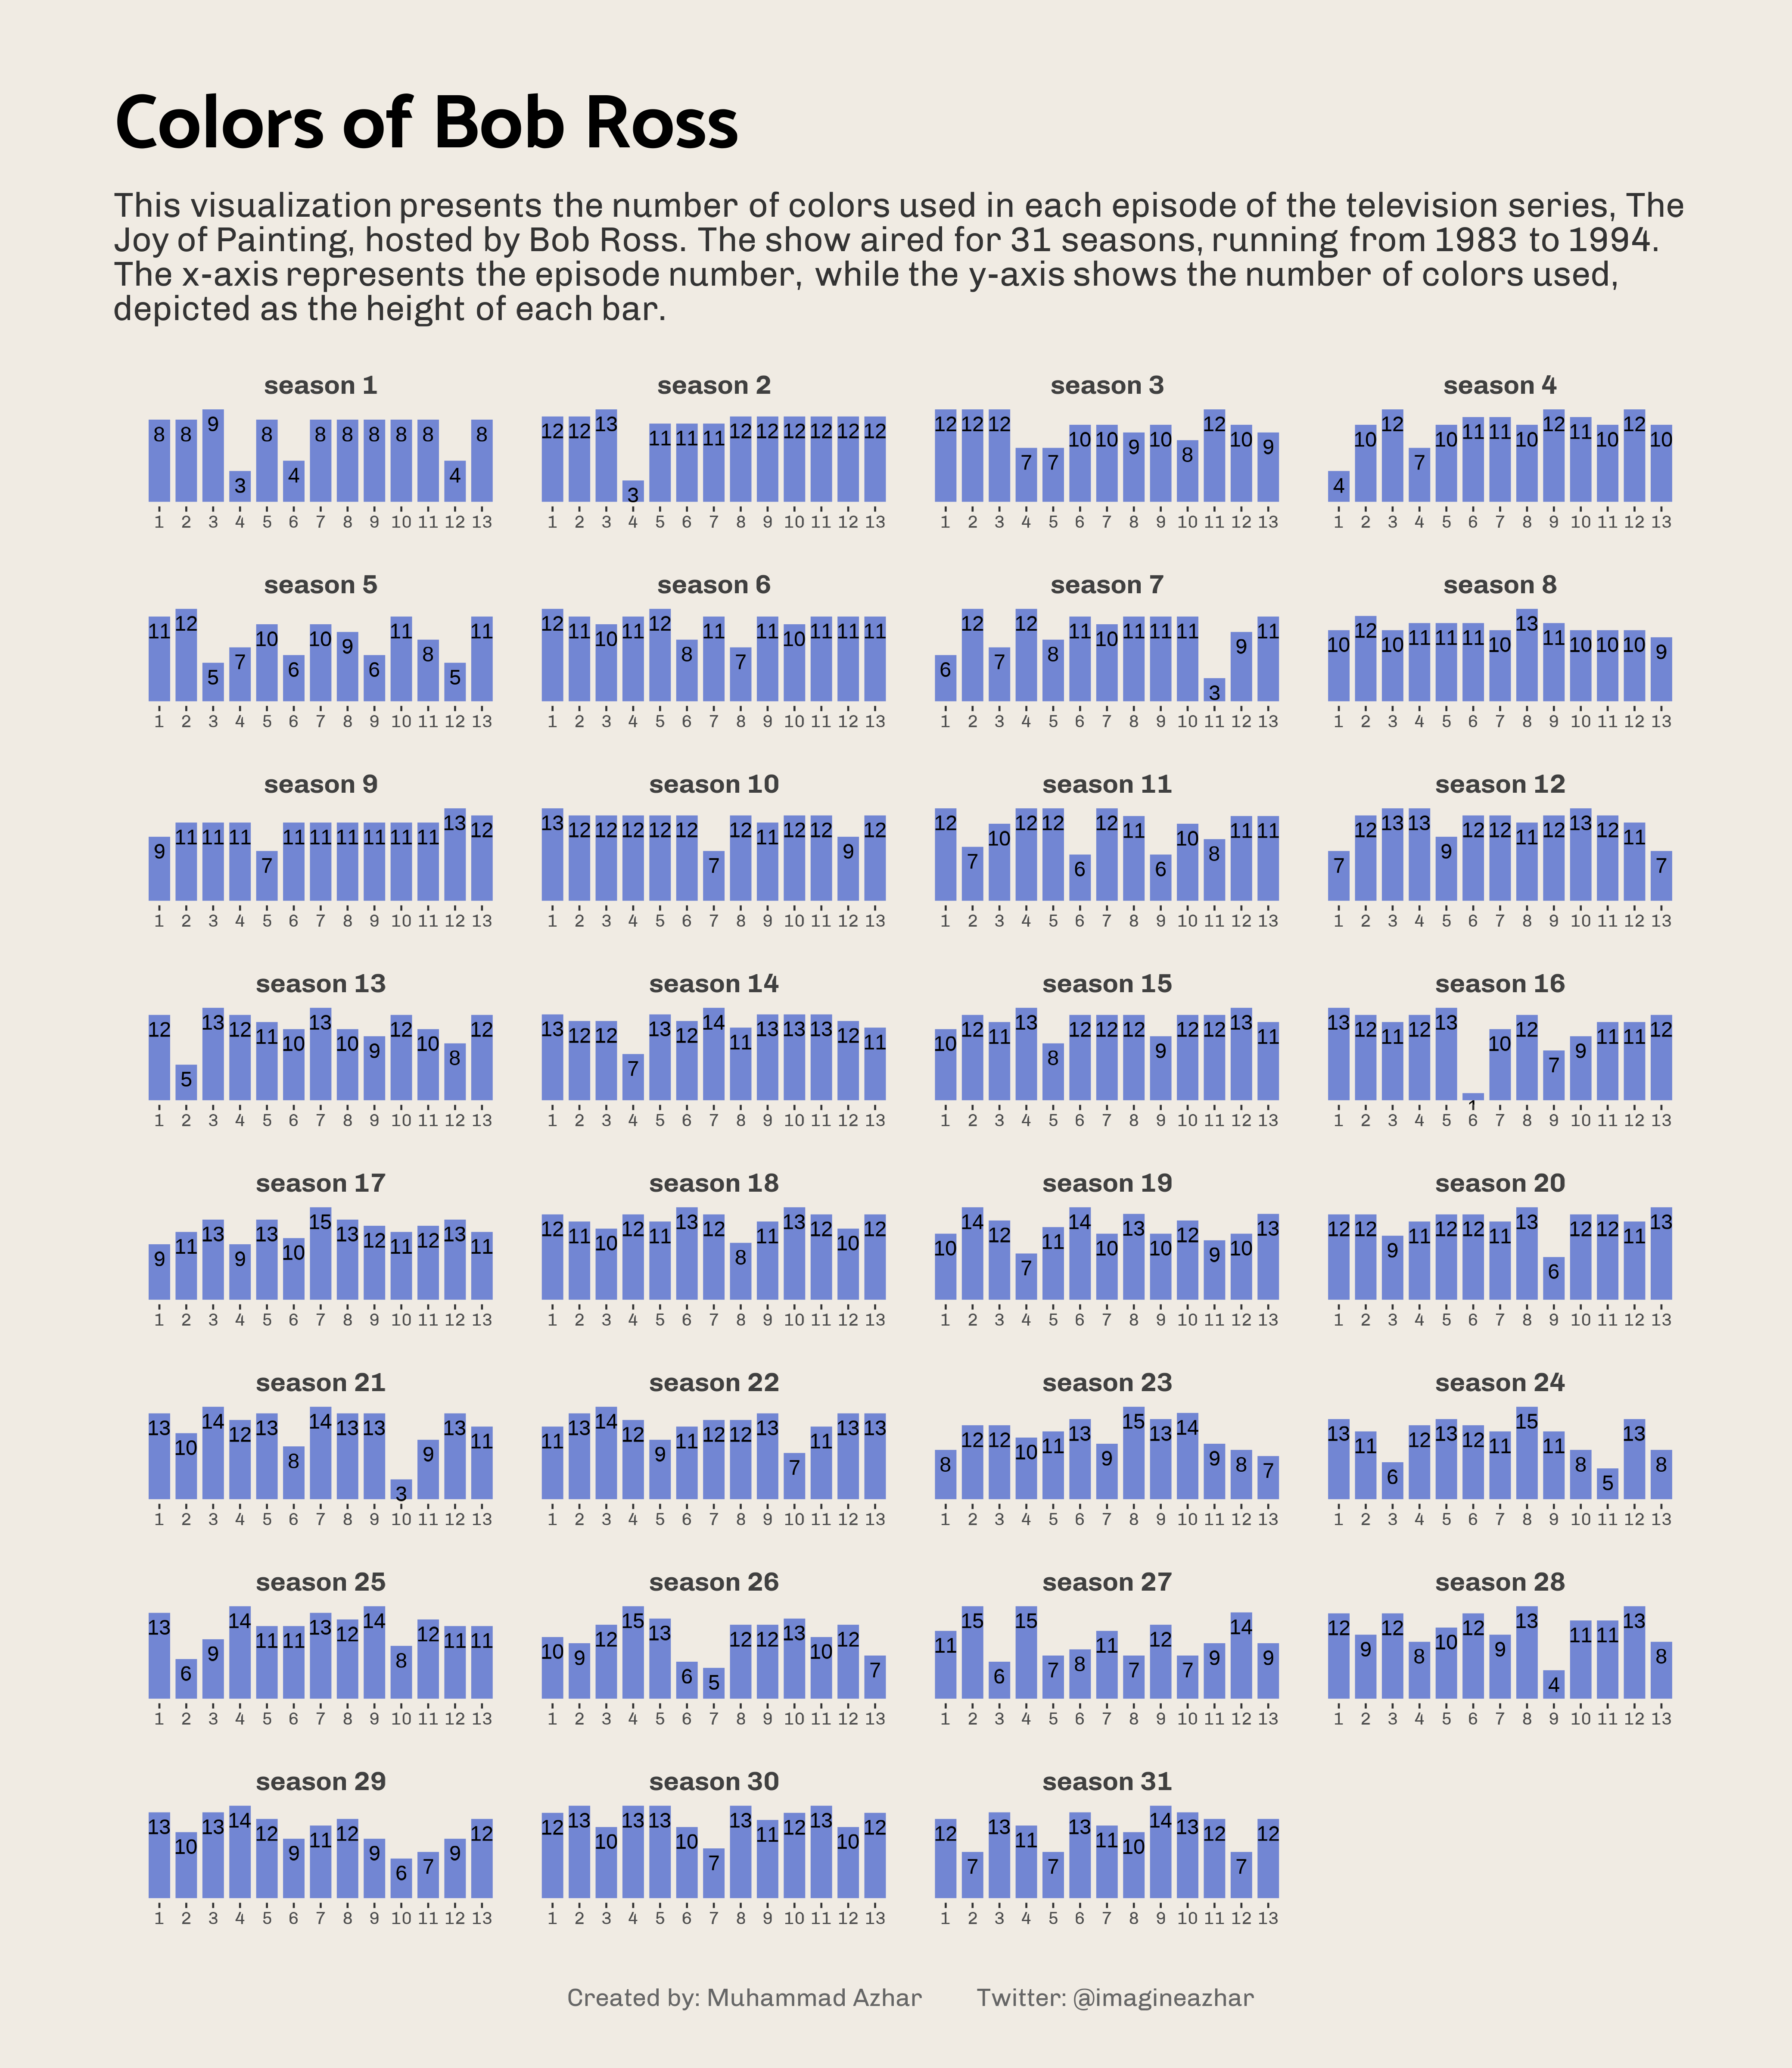 Colors of Bob Ross
This visualization presents the number of colors used in each episode of the television series, The
Joy of Painting, hosted by Bob Ross. The show aired for 31 seasons, running from 1983 to 1994.
The x-axis represents the episode number, while the y-axis shows the number of colors used,
depicted as the height of each bar.
season 1
8 8 9 3 8 4 8 8 8 8 8 4 8
1 2 3 4 5 6 7 8 9 10 11 12 13
season 2
12 12 13 3 11 11 11 12 12 12 12 12 12
1 2 3 4 5 6 7 8 9 10 11 12 13
season 3
12 12 12 7 7 10 10 9 10 8 12 10 9
1 2 3 4 5 6 7 8 9 10 11 12 13
season 4
4 10 12 7 10 11 11 10 12 11 10 12 10
1 2 3 4 5 6 7 8 9 10 11 12 13
season 5
11 12 5 7 10 6 10 9 6 11 8 5 11
1 2 3 4 5 6 7 8 9 10 11 12 13
season 6
12 11 10 11 12 8 11 7 11 10 11 11 11
1 2 3 4 5 6 7 8 9 10 11 12 13
season 7
6 12 7 12 8 11 10 11 11 11 3 9 11
1 2 3 4 5 6 7 8 9 10 11 12 13
season 8
10 12 10 11 11 11 10 13 11 10 10 10 9
1 2 3 4 5 6 7 8 9 10 11 12 13
season 9
9 11 11 11 7 11 11 11 11 11 11 13 12
1 2 3 4 5 6 7 8 9 10 11 12 13
season 10
13 12 12 12 12 12 7 12 11 12 12 9 12
1 2 3 4 5 6 7 8 9 10 11 12 13
season 11
12 7 10 12 12 6 12 11 6 10 8 11 11
1 2 3 4 5 6 7 8 9 10 11 12 13
season 12
7 12 13 13 9 12 12 11 12 13 12 11 7
1 2 3 4 5 6 7 8 9 10 11 12 13
season 13
12 5 13 12 11 10 13 10 9 12 10 8 12
1 2 3 4 5 6 7 8 9 10 11 12 13
season 14
13 12 12 7 13 12 14 11 13 13 13 12 11
1 2 3 4 5 6 7 8 9 10 11 12 13
season 15
10 12 11 13 8 12 12 12 9 12 12 13 11
1 2 3 4 5 6 7 8 9 10 11 12 13
season 16
13 12 11 12 13 1 10 12 7 9 11 11 12
1 2 3 4 5 6 7 8 9 10 11 12 13
season 17
9 11 13 9 13 10 15 13 12 11 12 13 11
1 2 3 4 5 6 7 8 9 10 11 12 13
season 18
12 11 10 12 11 13 12 8 11 13 12 10 12
1 2 3 4 5 6 7 8 9 10 11 12 13
season 19
10 14 12 7 11 14 10 13 10 12 9 10 13
1 2 3 4 5 6 7 8 9 10 11 12 13
season 20
12 12 9 11 12 12 11 13 6 12 12 11 13
1 2 3 4 5 6 7 8 9 10 11 12 13
season 21
13 10 14 12 13 8 14 13 13 3 9 13 11
1 2 3 4 5 6 7 8 9 10 11 12 13
season 22
11 13 14 12 9 11 12 12 13 7 11 13 13
1 2 3 4 5 6 7 8 9 10 11 12 13
season 23
8 12 12 10 11 13 9 15 13 14 9 8 7
1 2 3 4 5 6 7 8 9 10 11 12 13
season 24
13 11 6 12 13 12 11 15 11 8 5 13 8
1 2 3 4 5 6 7 8 9 10 11 12 13
season 25
13 6 9 14 11 11 13 12 14 8 12 11 11
1 2 3 4 5 6 7 8 9 10 11 12 13
season 26
10 9 12 15 13 6 5 12 12 13 10 12 7
1 2 3 4 5 6 7 8 9 10 11 12 13
season 27
11 15 6 15 7 8 11 7 12 7 9 14 9
1 2 3 4 5 6 7 8 9 10 11 12 13
season 28
12 9 12 8 10 12 9 13 4 11 11 13 8
1 2 3 4 5 6 7 8 9 10 11 12 13
season 29
13 10 13 14 12 9 11 12 9 6 7 9 12
1 2 3 4 5 6 7 8 9 10 11 12 13
season 30
12 13 10 13 13 10 7 13 11 12 13 10 12
1 2 3 4 5 6 7 8 9 10 11 12 13
season 31
12 7 13 11 7 13 11 10 14 13 12 7 12
1 2 3 4 5 6 7 8 9 10 11 12 13
Created by: Muhammad Azhar Twitter: @imagineazhar